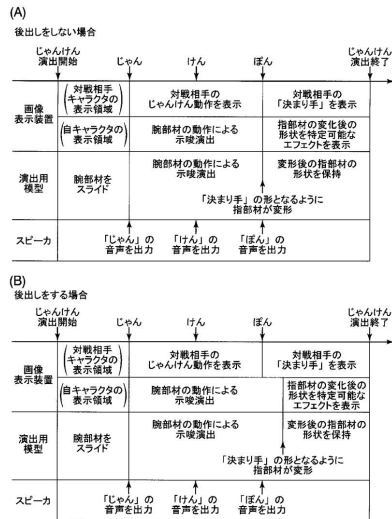 (A)
後出しをしない場合
じゃんけん
演出開始
じゃん
けん
ぽん
じゃんけん
演出終了
画像
表示装置
対戦相手
キャラクタの
表示領域
対戦相手の
じゃんけん動作を表示
対戦相手の
「決まり手」を表示
自キャラクタの
表示領域
腕部材の動作による
示唆演出
指部材の変化後の
形状を特定可能な
エフェクトを表示
演出用
模型
腕部材を
スライド
腕部材の動作による
示唆演出
変形後の指部材の
形状を保持
「決まり手」の形となるように
指部材が変形
スピーカ
「じゃん」の
音声を出力
「けん」の
音声を出力
「ぽん」の
音声を出力
(B)
後出しをする場合
じゃんけん
演出開始
じゃん
けん
ぽん
じゃんけん
演出終了
画像
表示装置
対戦相手
キャラクタの
表示領域
対戦相手の
じゃんけん動作を表示
対戦相手の
「決まり手」を表示
自キャラクタの
表示領域
腕部材の動作による
示唆演出
指部材の変化後の
形状を特定可能な
エフェクトを表示
演出用
模型
腕部材を
スライド
腕部材の動作による
示唆演出
変形後の指部材の
形状を保持
「決まり手」の形となるように
指部材が変形
スピーカ
「じゃん」の
音声を出力
「けん」の
音声を出力
「ぽん」の
音声を出力